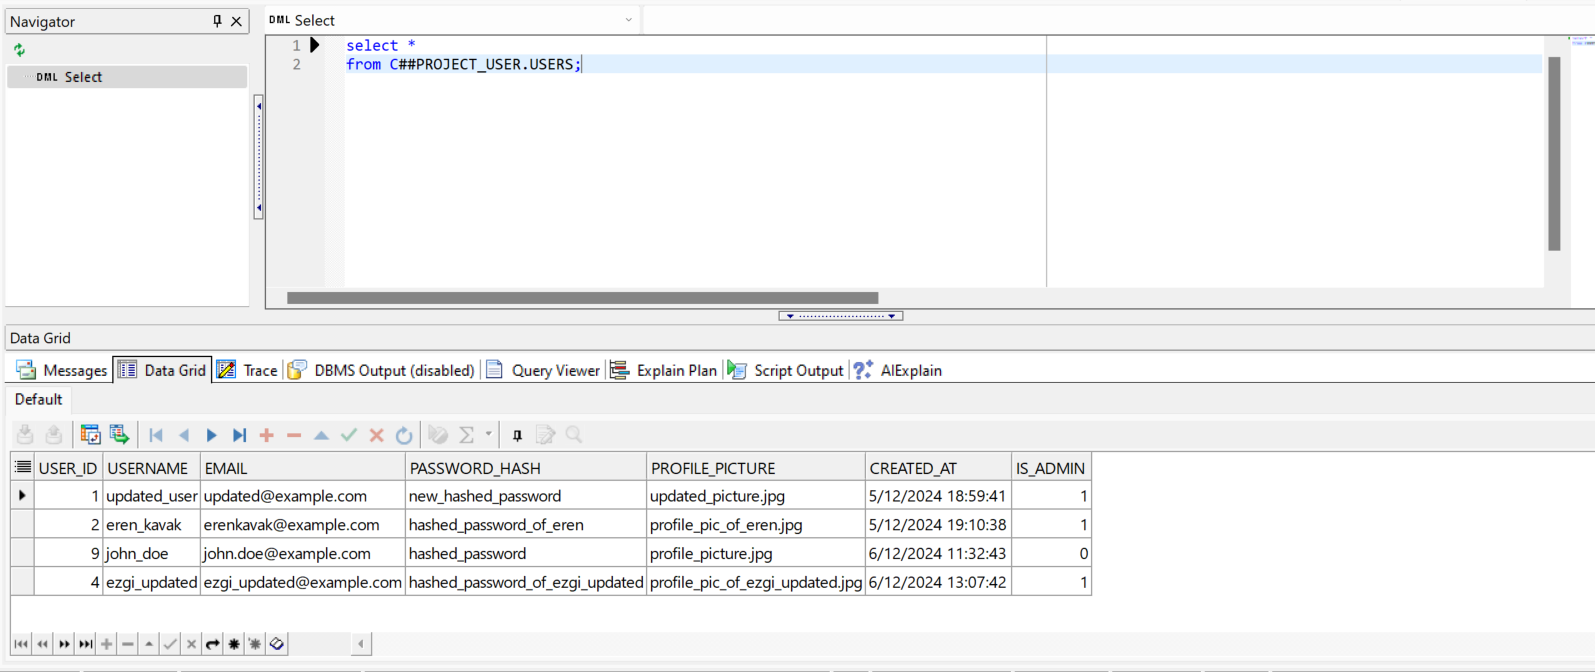 Navigator
DML Select
DML Select
1 select *
2 from C##PROJECT_USER.USERS;
Data Grid
Messages Data Grid Trace DBMS Output (disabled) Query Viewer Explain Plan Script Output AIExplain
Default
USER_ID USERNAME EMAIL PASSWORD_HASH PROFILE_PICTURE CREATED_AT IS_ADMIN
1 updated_user updated@example.com new_hashed_password updated_picture.jpg 5/12/2024 18:59:41 1
2 eren_kavak erenkavak@example.com hashed_password_of_eren profile_pic_of_eren.jpg 5/12/2024 19:10:38 1
9 john_doe john.doe@example.com hashed_password profile_picture.jpg 6/12/2024 11:32:43 0
4 ezgi_updated ezgi_updated@example.com hashed_password_of_ezgi_updated profile_pic_of_ezgi_updated.jpg 6/12/2024 13:07:42 1